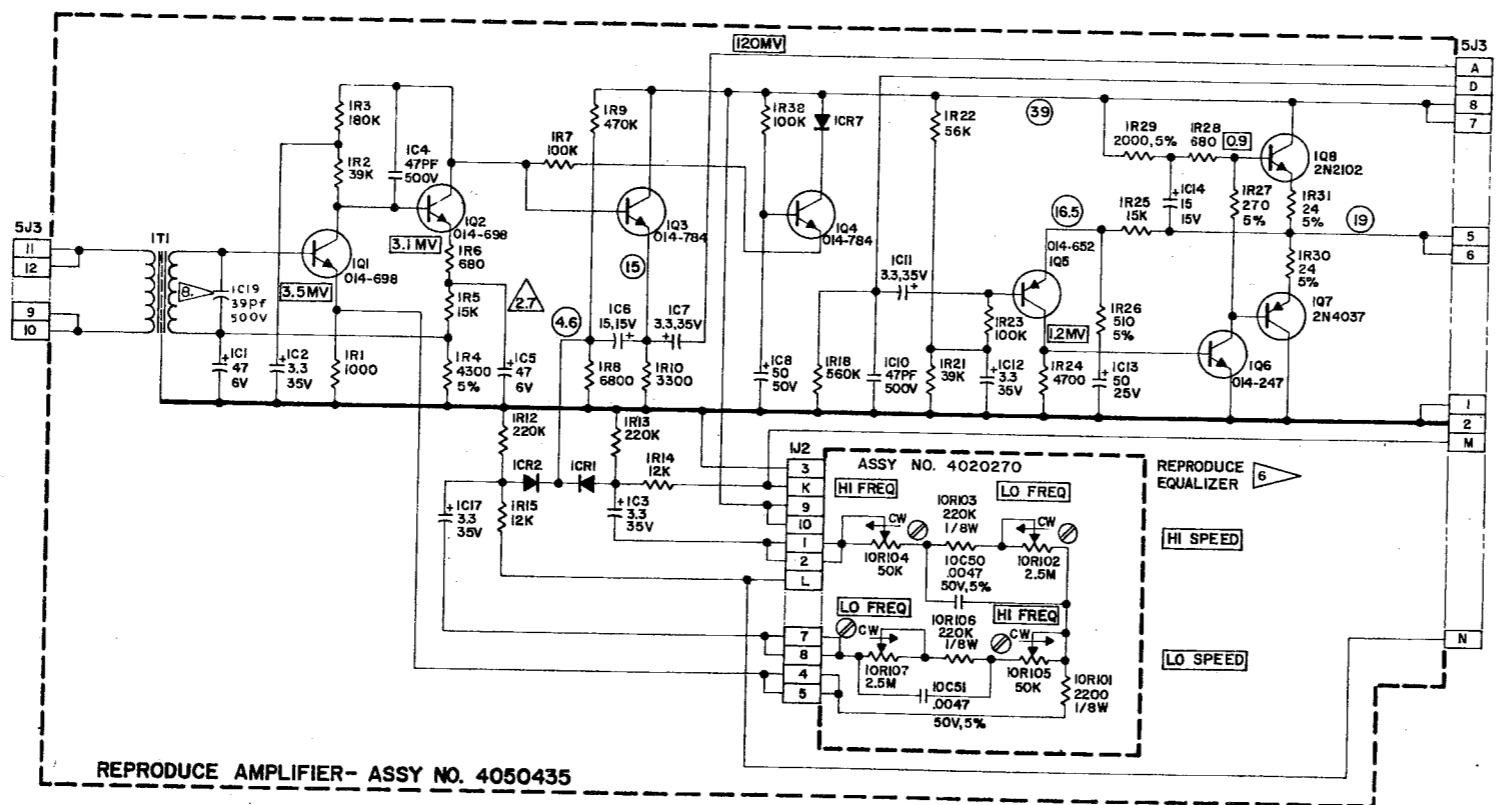 120MV
5J3
A
D
8
7
1R3
180K
1R2
39K
1C4
47PF
500V
1R9
470K
1R7
100K
1R38
100K
1CR7
1R22
56K
39
1R29
2000,5%
1R28
680
0.9
1Q8
2N2102
1R27
270
5%
1R31
24
5%
19
1C14
15
15V
16.5
1R25
15K
5
6
5J3
11
12
9
10
1T1
8.
1C19
39pf
500V
1Q1
014-698
3.5MV
1Q2
014-698
3.1MV
1R6
680
1R5
15K
2.7
1Q3
014-784
15
1Q4
014-784
1C11
3.3,35V
014-652
1Q5
1R30
24
5%
1Q7
2N4037
1C1
47
6V
1C2
3.3
35V
1R1
1000
1R4
4300
5%
1C5
47
6V
4.6
1C6
15,15V
1C7
3.3,35V
1R8
6800
1R10
3300
1C8
50
50V
1R18
560K
1C10
47PF
500V
1R23
100K
1R21
39K
1C12
3.3
35V
1.2MV
1R24
4700
1R26
510
5%
1C13
50
25V
1Q6
014-247
1
2
M
1R12
220K
1R13
220K
1R14
12K
1CR2
1CR1
1C17
3.3
35V
1R15
12K
1C3
3.3
35V
1J2
3
K
9
10
1
2
L
7
8
4
5
ASSY NO. 4020270
HI FREQ
LO FREQ
10R103
220K
1/8W
CW
CW
10R104
50K
10C50
.0047
50V,5%
10R102
2.5M
REPRODUCE
EQUALIZER
6
HI SPEED
LO FREQ
HI FREQ
10R106
220K
1/8W
CW
CW
10R107
2.5M
10C51
.0047
50V,5%
10R105
50K
10R101
2200
1/8W
LO SPEED
N
REPRODUCE AMPLIFIER- ASSY NO. 4050435